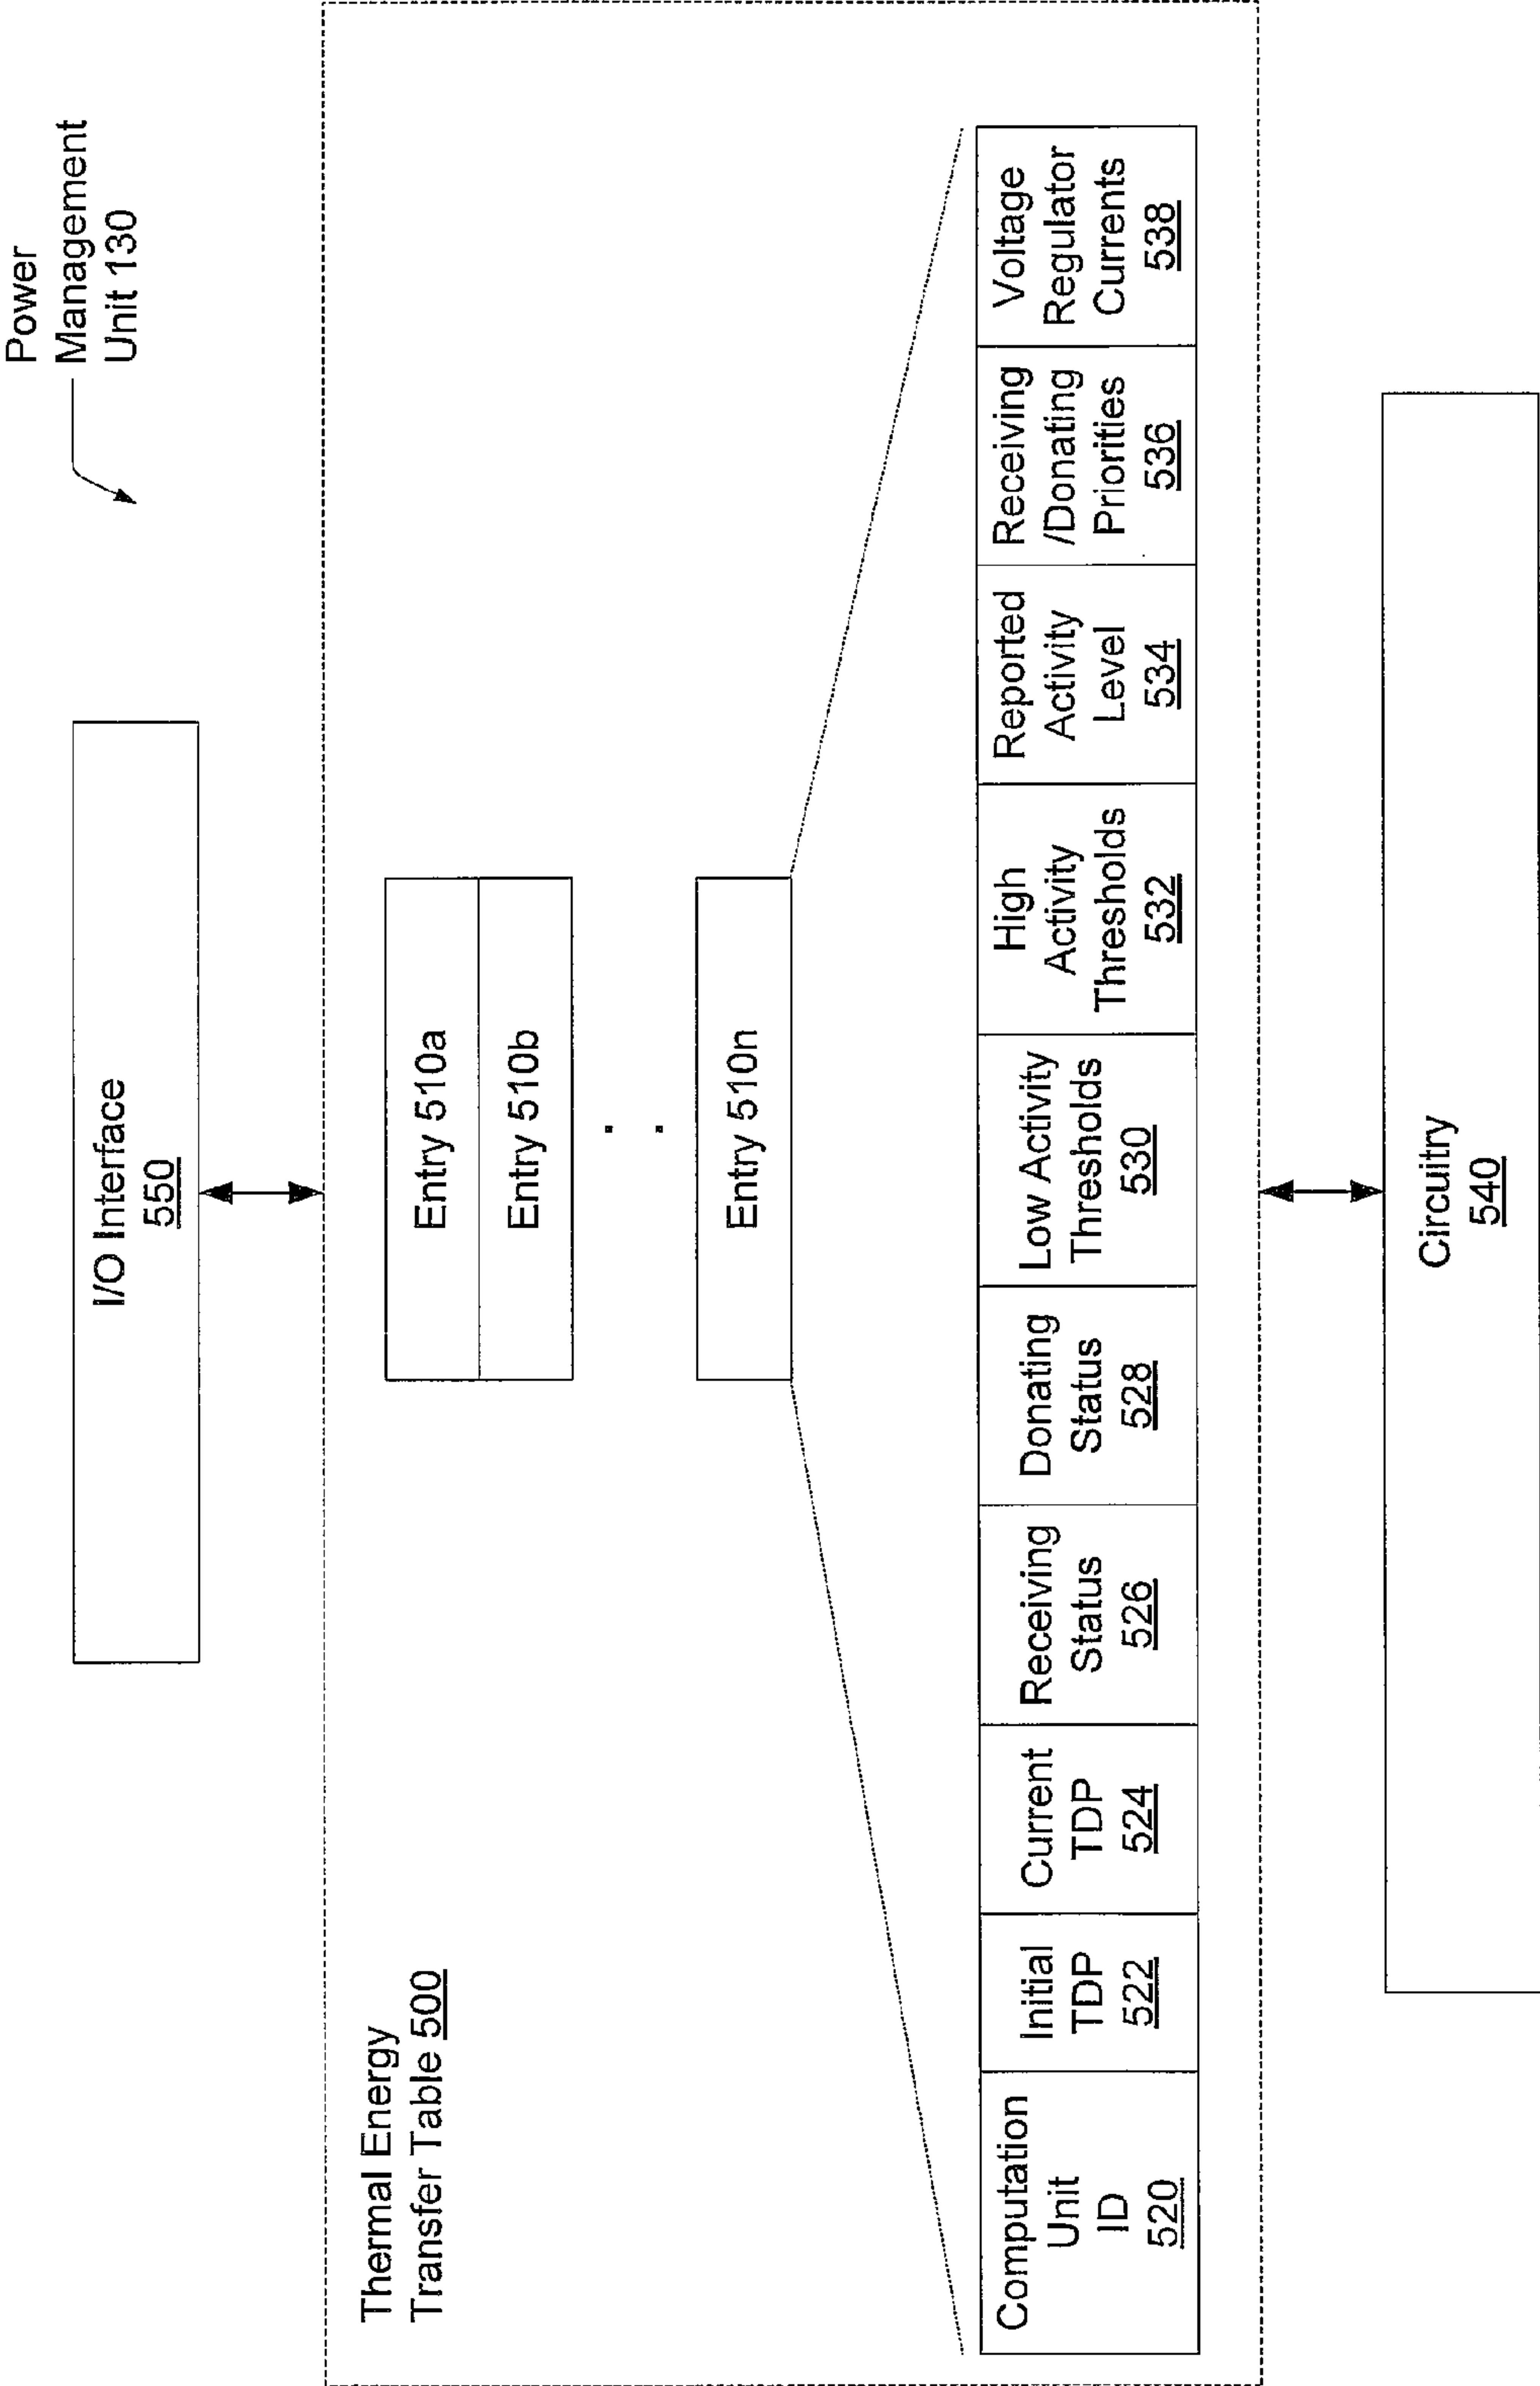 Power
Management
Unit 130
I/O Interface
550
Thermal Energy
Transfer Table 500
Entry 510a
Entry 510b
Entry 510n
Computation
Unit
ID
520
Initial
TDP
522
Current
TDP
524
Receiving
Status
526
Donating
Status
528
Low Activity
Thresholds
530
High
Activity
Thresholds
532
Reported
Activity
Level
534
Receiving
/Donating
Priorities
536
Voltage
Regulator
Currents
538
Circuitry
540